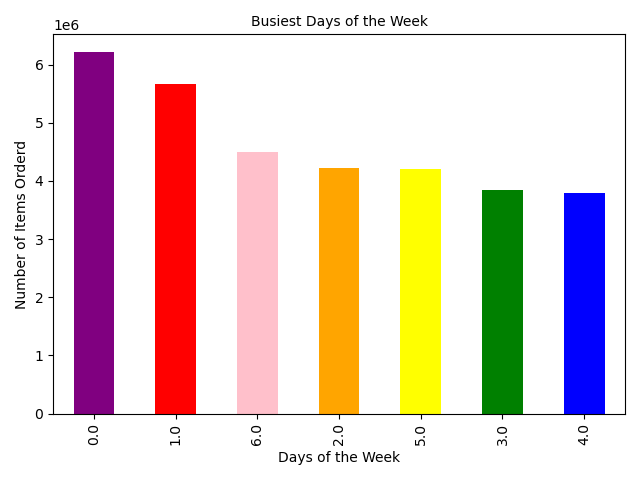 Busiest Days of the Week
1e6
6
5
4
3
2
1
0
Number of Items Orderd
0.0 1.0 6.0 2.0 5.0 3.0 4.0
Days of the Week